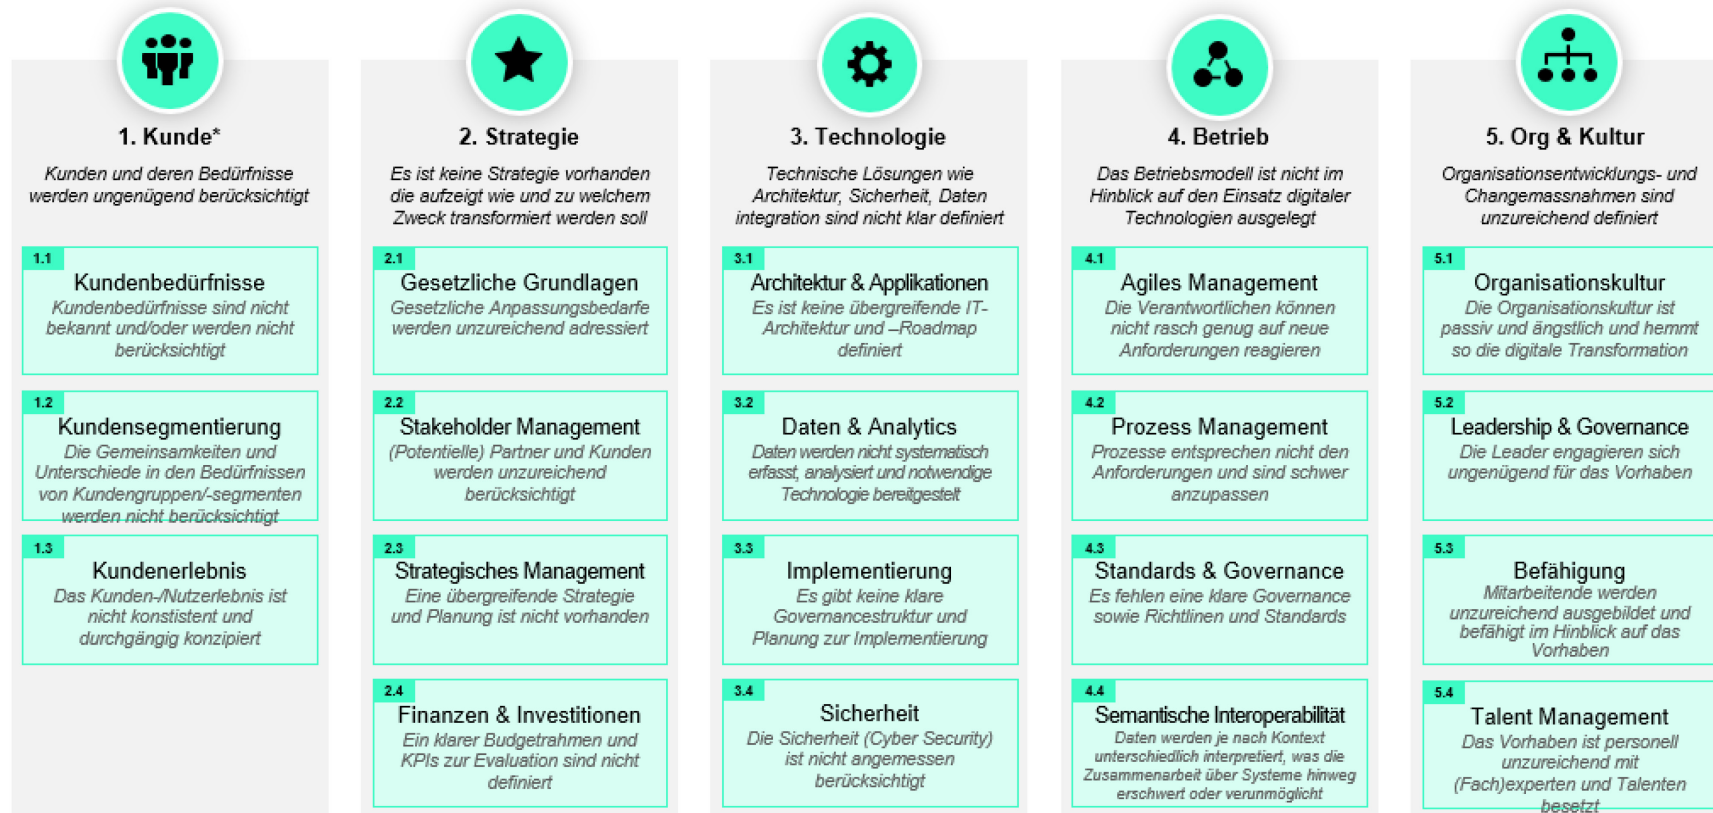 1. Kunde*
Kunden und deren Bedürfnisse
werden ungenügend berücksichtigt
1.1
Kundenbedürfnisse
Kundenbedürfnisse sind nicht
bekannt und/oder werden nicht
berücksichtigt
1.2
Kundensegmentierung
Die Gemeinsamkeiten und
Unterschiede in den Bedürfnissen
von Kundengruppen/-segmenten
werden nicht berücksichtigt
1.3
Kundenerlebnis
Das Kunden-/Nutzerlebnis ist
nicht konstistent und
durchgängig konzipiert
2. Strategie
Es ist keine Strategie vorhanden
die aufzeigt wie und zu welchem
Zweck transformiert werden soll
2.1
Gesetzliche Grundlagen
Gesetzliche Anpassungsbedarfe
werden unzureichend adressiert
2.2
Stakeholder Management
(Potentielle) Partner und Kunden
werden unzureichend
berücksichtigt
2.3
Strategisches Management
Eine übergreifende Strategie
und Planung ist nicht vorhanden
2.4
Finanzen & Investitionen
Ein klarer Budgetrahmen und
KPIs zur Evaluation sind nicht
definiert
3. Technologie
Technische Lösungen wie
Architektur, Sicherheit, Daten
integration sind nicht klar definiert
3.1
Architektur & Applikationen
Es ist keine übergreifende IT-
Architektur und –Roadmap
definiert
3.2
Daten & Analytics
Daten werden nicht systematisch
erfasst, analysiert und notwendige
Technologie bereitgestelt
3.3
Implementierung
Es gibt keine klare
Governancestruktur und
Planung zur Implementierung
3.4
Sicherheit
Die Sicherheit (Cyber Security)
ist nicht angemessen
berücksichtigt
4. Betrieb
Das Betriebsmodell ist nicht im
Hinblick auf den Einsatz digitaler
Technologien ausgelegt
4.1
Agiles Management
Die Verantwortlichen können
nicht rasch genug auf neue
Anforderungen reagieren
4.2
Prozess Management
Prozesse entsprechen nicht den
Anforderungen und sind schwer
anzupassen
4.3
Standards & Governance
Es fehlen eine klare Governance
sowie Richtlinen und Standards
4.4
Semantische Interoperabilität
Daten werden je nach Kontext
unterschiedlich interpretiert, was die
Zusammenarbeit über Systeme hinweg
erschwert oder verunmöglicht
5. Org & Kultur
Organisationsentwicklungs- und
Changemassnahmen sind
unzureichend definiert
5.1
Organisationskultur
Die Organisationskultur ist
passiv und ängstlich und hemmt
so die digitale Transformation
5.2
Leadership & Governance
Die Leader engagieren sich
ungenügend für das Vorhaben
5.3
Befähigung
Mitarbeitende werden
unzureichend ausgebildet und
befähigt im Hinblick auf das
Vorhaben
5.4
Talent Management
Das Vorhaben ist personell
unzureichend mit
(Fach)experten und Talenten
besetzt